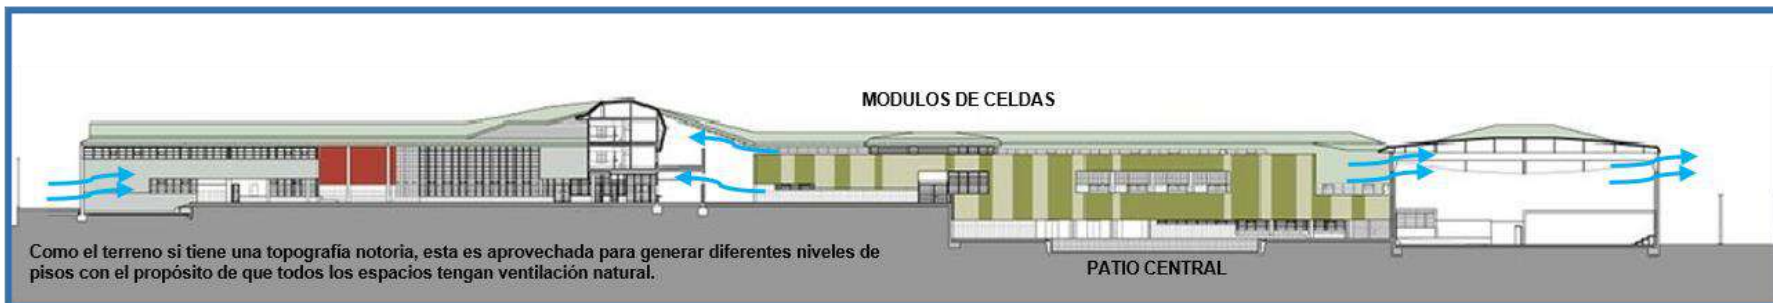 MODULOS DE CELDAS
Como el terreno si tiene una topografía notoria, esta es aprovechada para generar diferentes niveles de
pisos con el propósito de que todos los espacios tengan ventilación natural.
PATIO CENTRAL